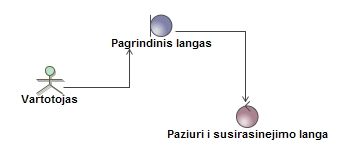 Pagrindinis langas
Vartotojas
Paziuri i susirasinejimo langa